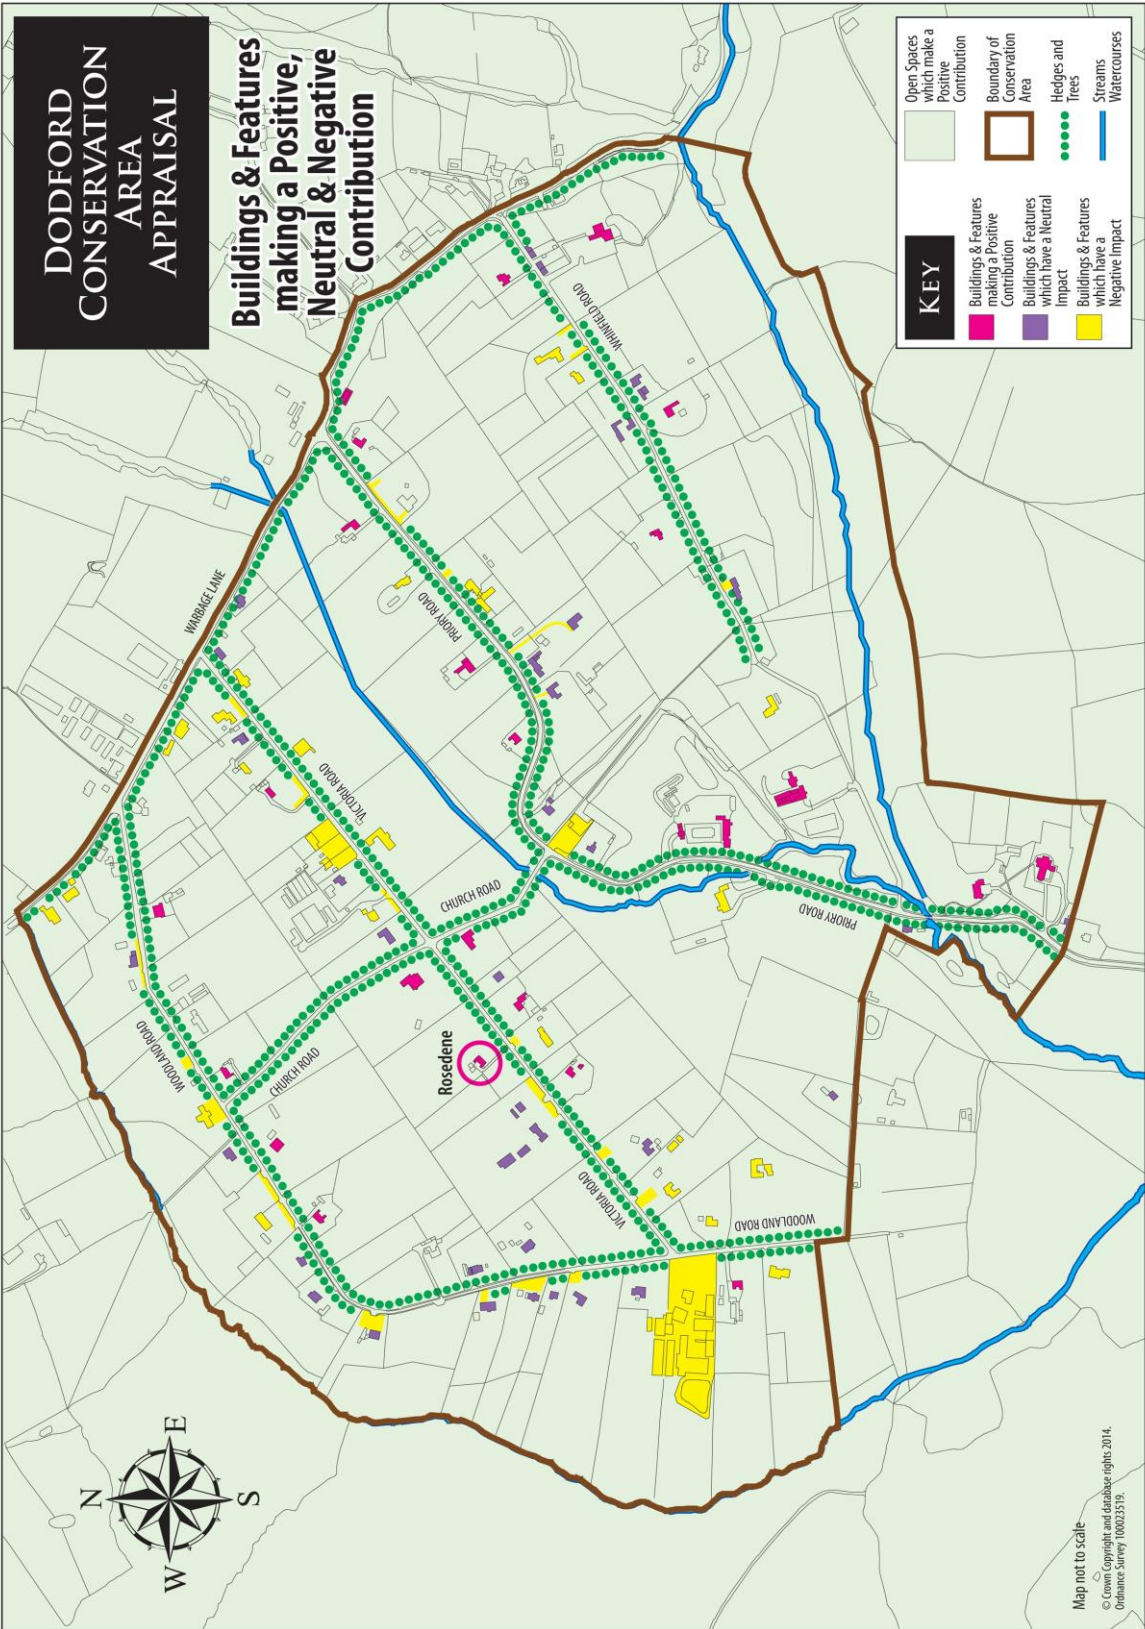 DODFORD
CONSERVATION
AREA
APPRAISAL
Buildings & Features
making a Positive,
Neutral & Negative
Contribution
N
W
E
S
WARBAGE LANE
WOODLAND ROAD
CHURCH ROAD
VICTORIA ROAD
PRIORY ROAD
WHINFIELD ROAD
CHURCH ROAD
Rosedene
VICTORIA ROAD
WOODLAND ROAD
PRIORY ROAD
KEY
Buildings & Features
making a Positive
Contribution
Buildings & Features
which have a Neutral
Impact
Buildings & Features
which have a
Negative Impact
Open Spaces
which make a
Positive
Contribution
Boundary of
Conservation
Area
Hedges and
Trees
Streams
Watercourses
Map not to scale
© Crown Copyright and database rights 2014.
Ordnance Survey 100023519.